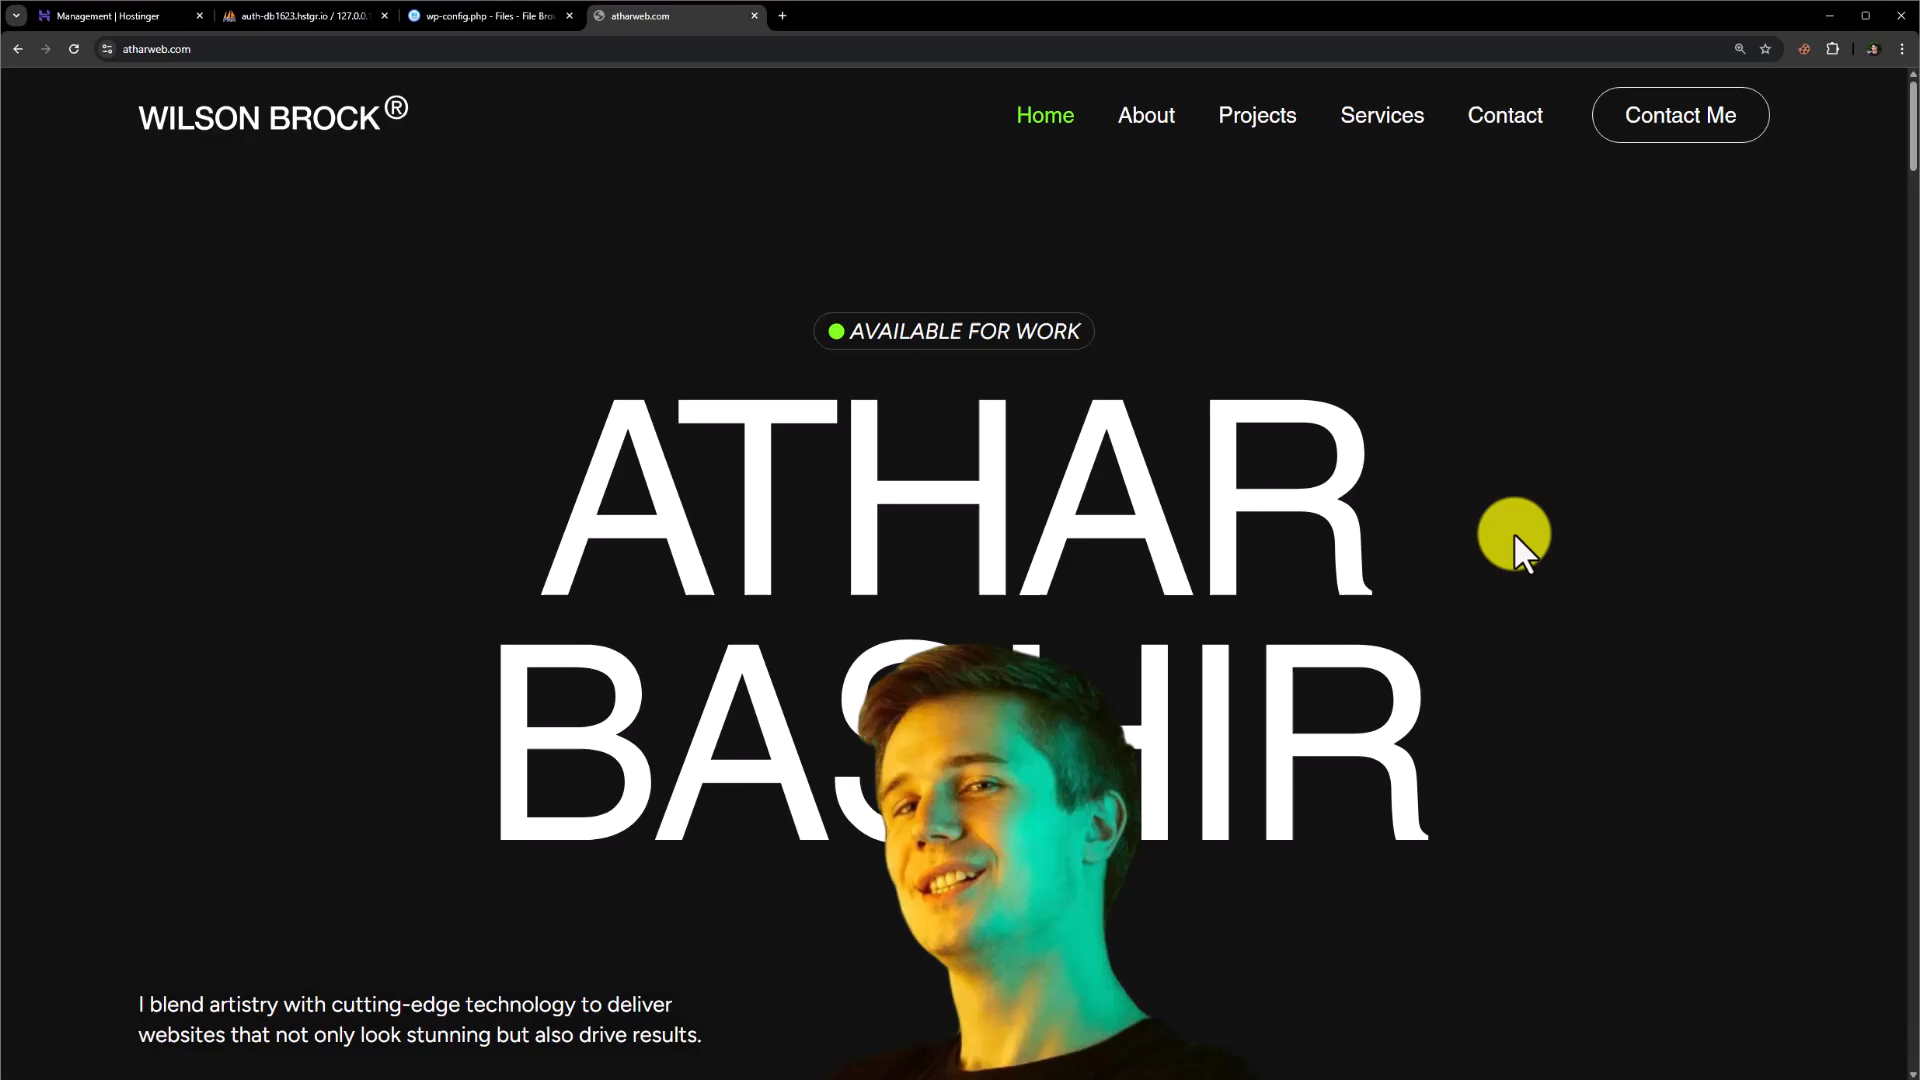 Management | Hostinger
auth-db1623.hstgr.io / 127.0.0.1
wp-config.php - Files - File Bro
atharweb.com
atharweb.com
WILSON BROCK®
Home
About
Projects
Services
Contact
Contact Me
AVAILABLE FOR WORK
ATHAR
BASHIR
I blend artistry with cutting-edge technology to deliver
websites that not only look stunning but also drive results.